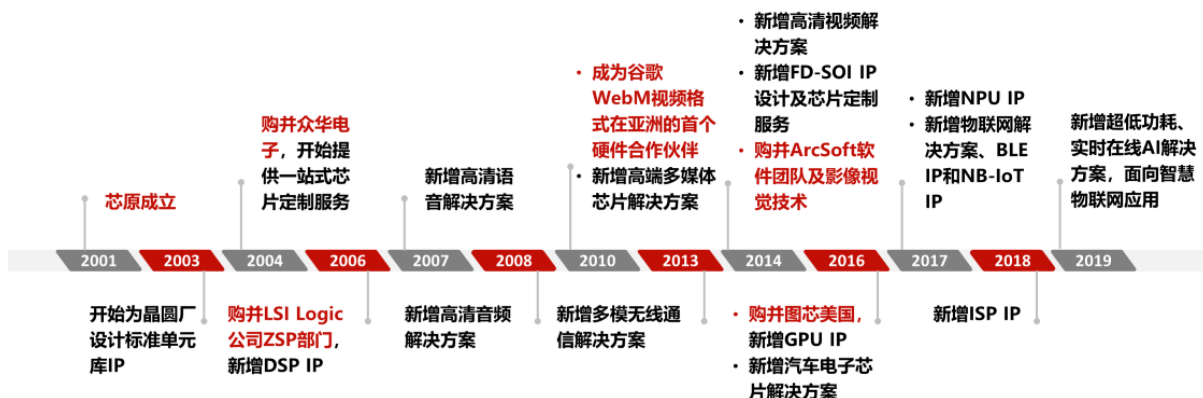 芯原成立
购并众华电
子，开始提
供一站式芯
片定制服务
新增高清语
音解决方案
• 成为谷歌
WebM视频格
式在亚洲的首个
硬件合作伙伴
• 新增高端多媒体
芯片解决方案
• 新增高清视频解
决方案
• 新增FD-SOI IP
设计及芯片定制
服务
• 购并ArcSoft软
件团队及影像视
觉技术
• 新增NPU IP
• 新增物联网解
决方案、BLE
IP和NB-IoT
IP
新增超低功耗、
实时在线AI解决
方案，面向智慧
物联网应用
2001 2003 2004 2006 2007 2008 2010 2013 2014 2016 2017 2018 2019
开始为晶圆厂
设计标准单元
库IP
购并LSI Logic
公司ZSP部门，
新增DSP IP
新增高清音频
解决方案
新增多模无线通
信解决方案
• 购并图芯美国，
新增GPU IP
• 新增汽车电子芯
片解决方案
新增ISP IP